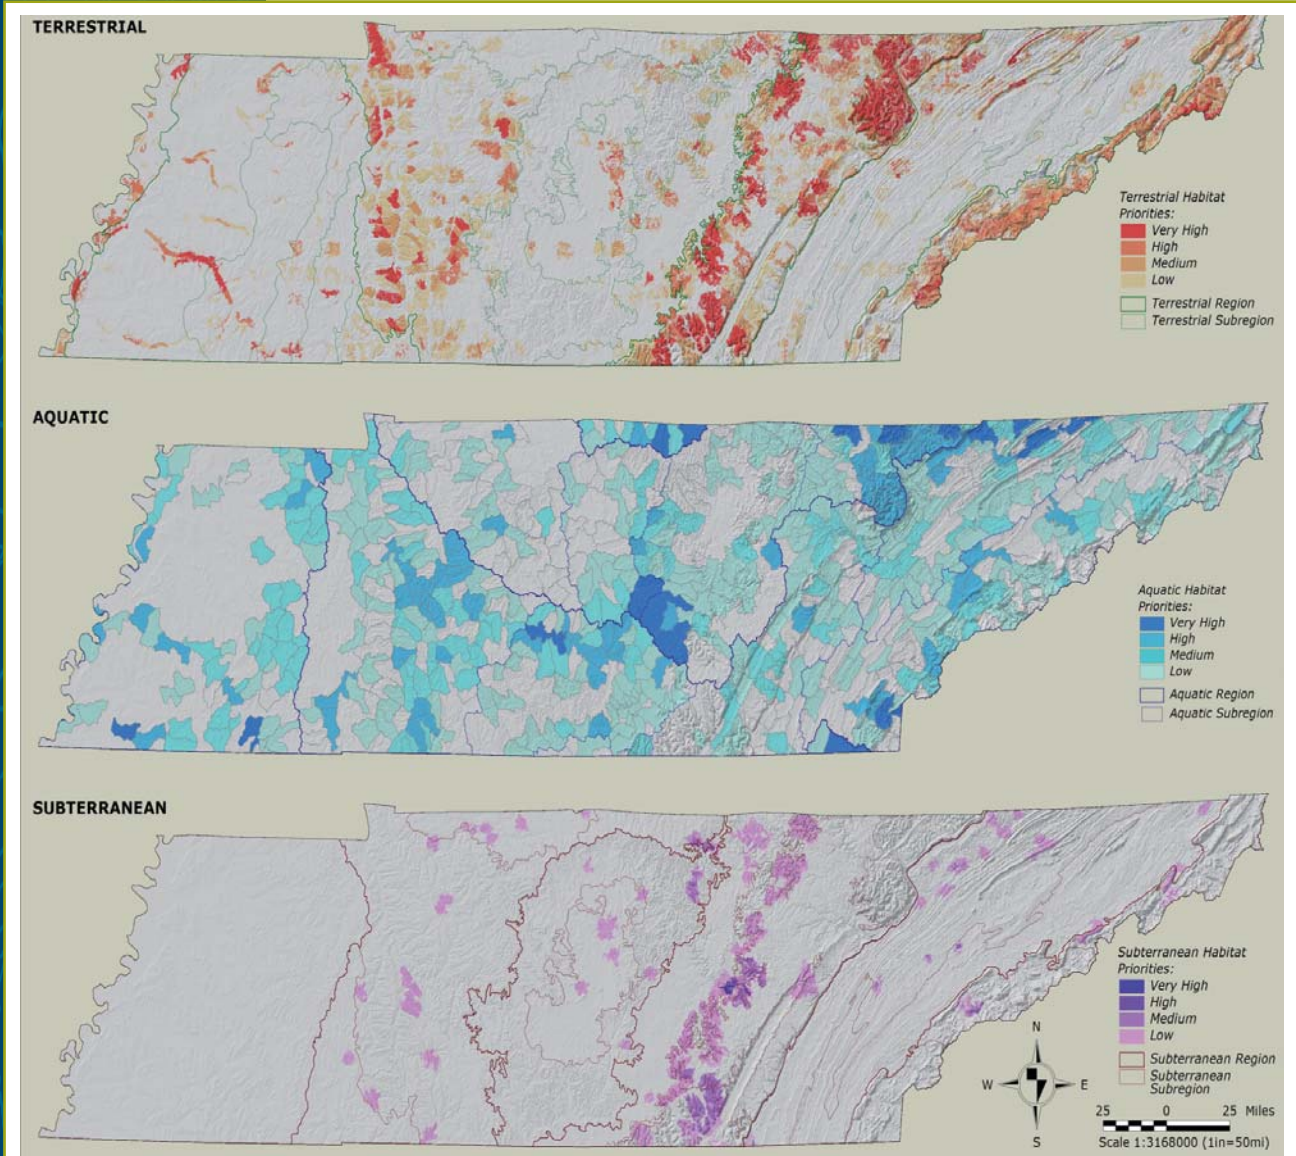 TERRESTRIAL
Terrestrial Habitat
Priorities:
Very High
High
Medium
Low
Terrestrial Region
Terrestrial Subregion
AQUATIC
Aquatic Habitat
Priorities:
Very High
High
Medium
Low
Aquatic Region
Aquatic Subregion
SUBTERRANEAN
Subterranean Habitat
Priorities:
Very High
High
Medium
Low
Subterranean Region
Subterranean
Subregion
N
W E
S
25 0 25 Miles
Scale 1:3168000 (1in=50mi)